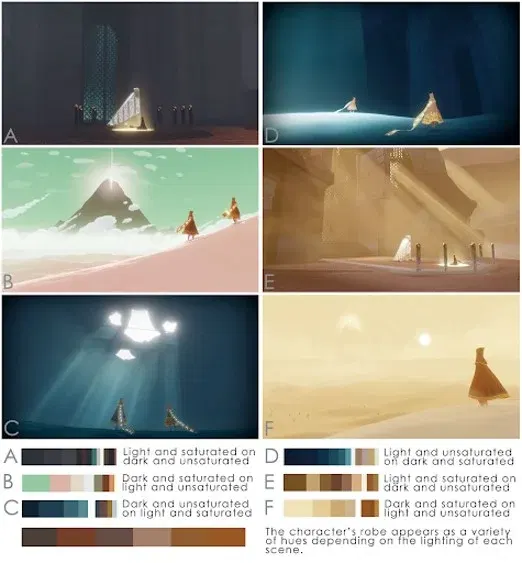 A
D
B
E
C
F
A Light and saturated on
dark and unsaturated
B Dark and saturated on
light and unsaturated
C Dark and unsaturated
on light and saturated
D Light and unsaturated
on dark and saturated
E Light and saturated on
dark and unsaturated
F Dark and saturated on
light and unsaturated
The character's robe appears as a variety
of hues depending on the lighting of each
scene.